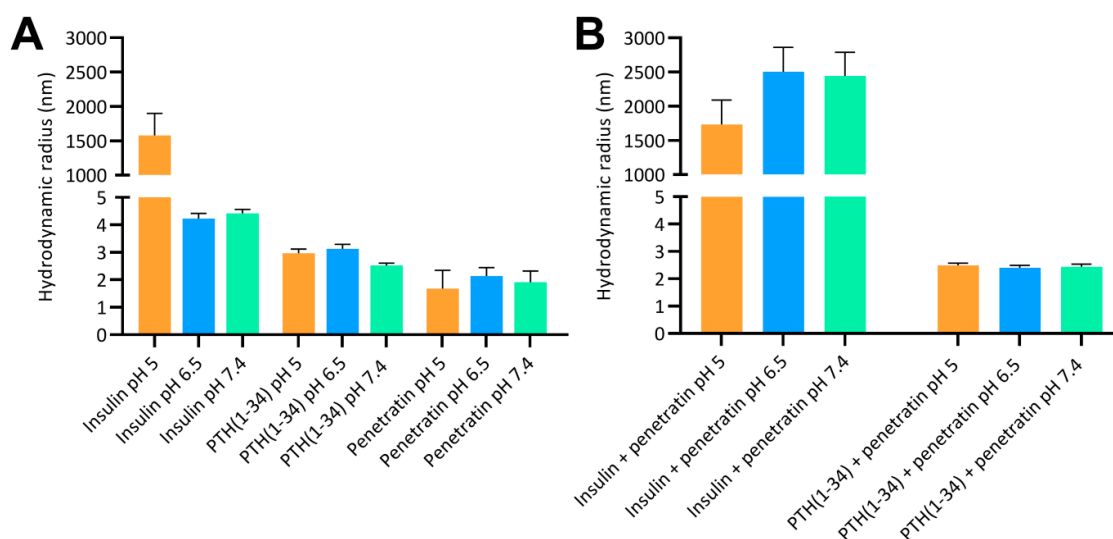 A
Hydrodynamic radius (nm)
3000
2500
2000
1500
1000
5
4
3
2
1
0
Insulin pH 5
Insulin pH 6.5
Insulin pH 7.4
PTH(1-34) pH 5
PTH(1-34) pH 6.5
PTH(1-34) pH 7.4
Penetratin pH 5
Penetratin pH 6.5
Penetratin pH 7.4
B
Hydrodynamic radius (nm)
3000
2500
2000
1500
1000
5
4
3
2
1
0
Insulin + penetratin pH 5
Insulin + penetratin pH 6.5
Insulin + penetratin pH 7.4
PTH(1-34) + penetratin pH 5
PTH(1-34) + penetratin pH 6.5
PTH(1-34) + penetratin pH 7.4